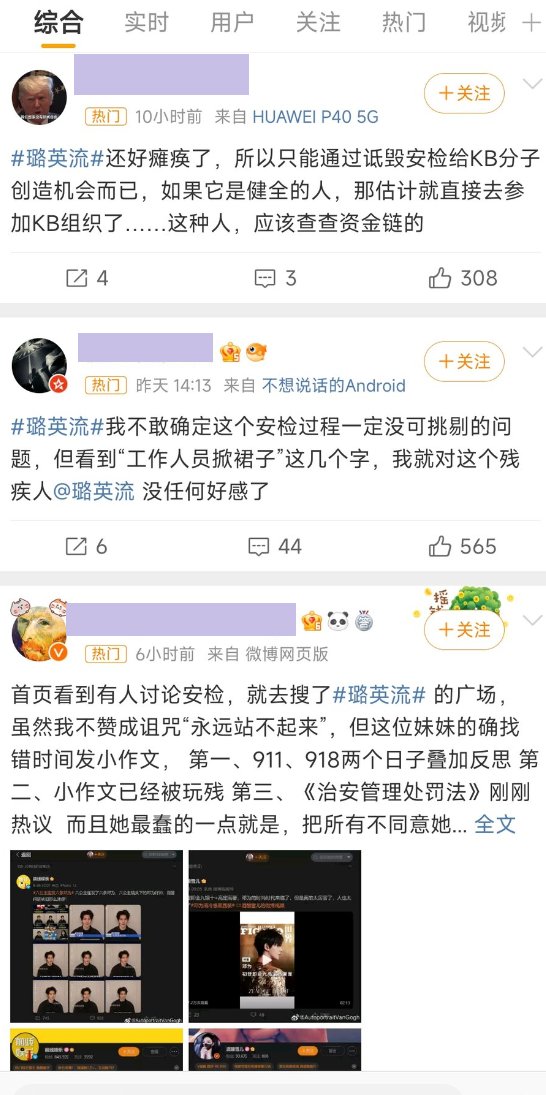 综合 实时 用户 关注 热门 视频
热门 10小时前 来自 HUAWEI P40 5G
+关注
#璐英流#还好瘫痪了，所以只能通过诋毁安检给KB分子
创造机会而已，如果它是健全的人，那估计就直接去参
加KB组织了……这种人，应该查查资金链的
4 3 308
+关注
热门 昨天 14:13 来自 不想说话的Android
#璐英流#我不敢确定这个安检过程一定没可挑剔的问
题，但看到“工作人员掀裙子”这几个字，我就对这个残
疾人@璐英流 没任何好感了
6 44 565
摇
+关注
热门 6小时前 来自 微博网页版
首页看到有人讨论安检，就去搜了#璐英流# 的广场，
虽然我不赞成诅咒“永远站不起来”，但这位妹妹的确找
错时间发小作文， 第一、911、918两个日子叠加反思 第
二、小作文已经被玩残 第三、《治安管理处罚法》刚刚
热议 而且她最蠢的一点就是，把所有不同意她... 全文
@AutoportraitVanGogh
@AutoportraitVanGogh